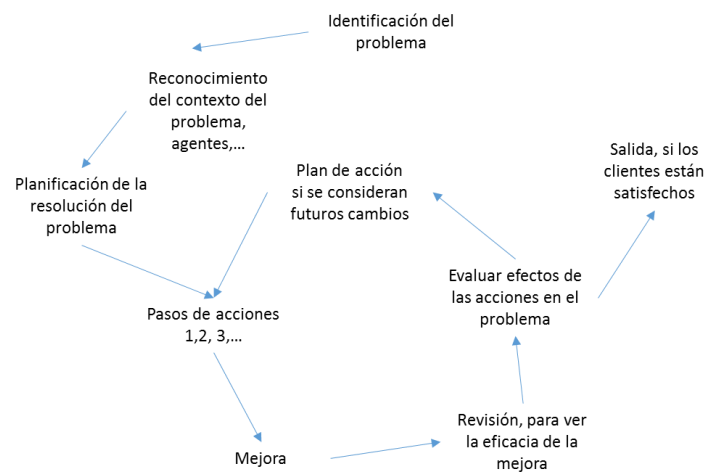 Identificación del
problema
Reconocimiento
del contexto del
problema,
agentes,...
Planificación de la
resolución del
problema
Plan de acción
si se consideran
futuros cambios
Salida, si los
clientes están
satisfechos
Pasos de acciones
1,2, 3,...
Evaluar efectos de
las acciones en el
problema
Mejora
Revisión, para ver
la eficacia de la
mejora